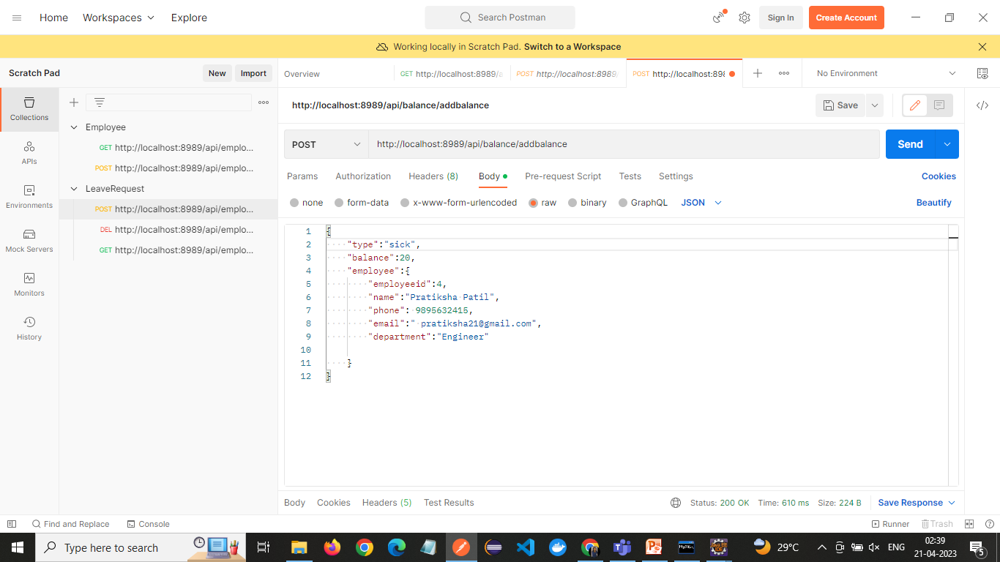 Home Workspaces Explore Search Postman Sign In Create Account
Working locally in Scratch Pad. Switch to a Workspace
Scratch Pad New Import
Overview GET http://localhost:8989/a POST http://localhost:8989/ POST http://localhost:898 No Environment
Collections
APIs
Environments
Mock Servers
Monitors
History
Employee
GET http://localhost:8989/api/emplo...
POST http://localhost:8989/api/emplo...
LeaveRequest
POST http://localhost:8989/api/emplo...
DEL http://localhost:8989/api/emplo...
GET http://localhost:8989/api/emplo...
http://localhost:8989/api/balance/addbalance Save
POST http://localhost:8989/api/balance/addbalance Send
Params Authorization Headers (8) Body Pre-request Script Tests Settings Cookies
none form-data x-www-form-urlencoded raw binary GraphQL JSON Beautify
1 {
2 "type":"sick",
3 "balance":20,
4 "employee":{
5 "employeeid":4,
6 "name":"Pratiksha Patil",
7 "phone": 9895632415,
8 "email":" pratiksha21@gmail.com",
9 "department":"Engineer"
10
11 }
12 }
Body Cookies Headers (5) Test Results Status: 200 OK Time: 610 ms Size: 224 B Save Response
Find and Replace Console Runner Trash
Type here to search 29°C ENG 02:39
21-04-2023 5